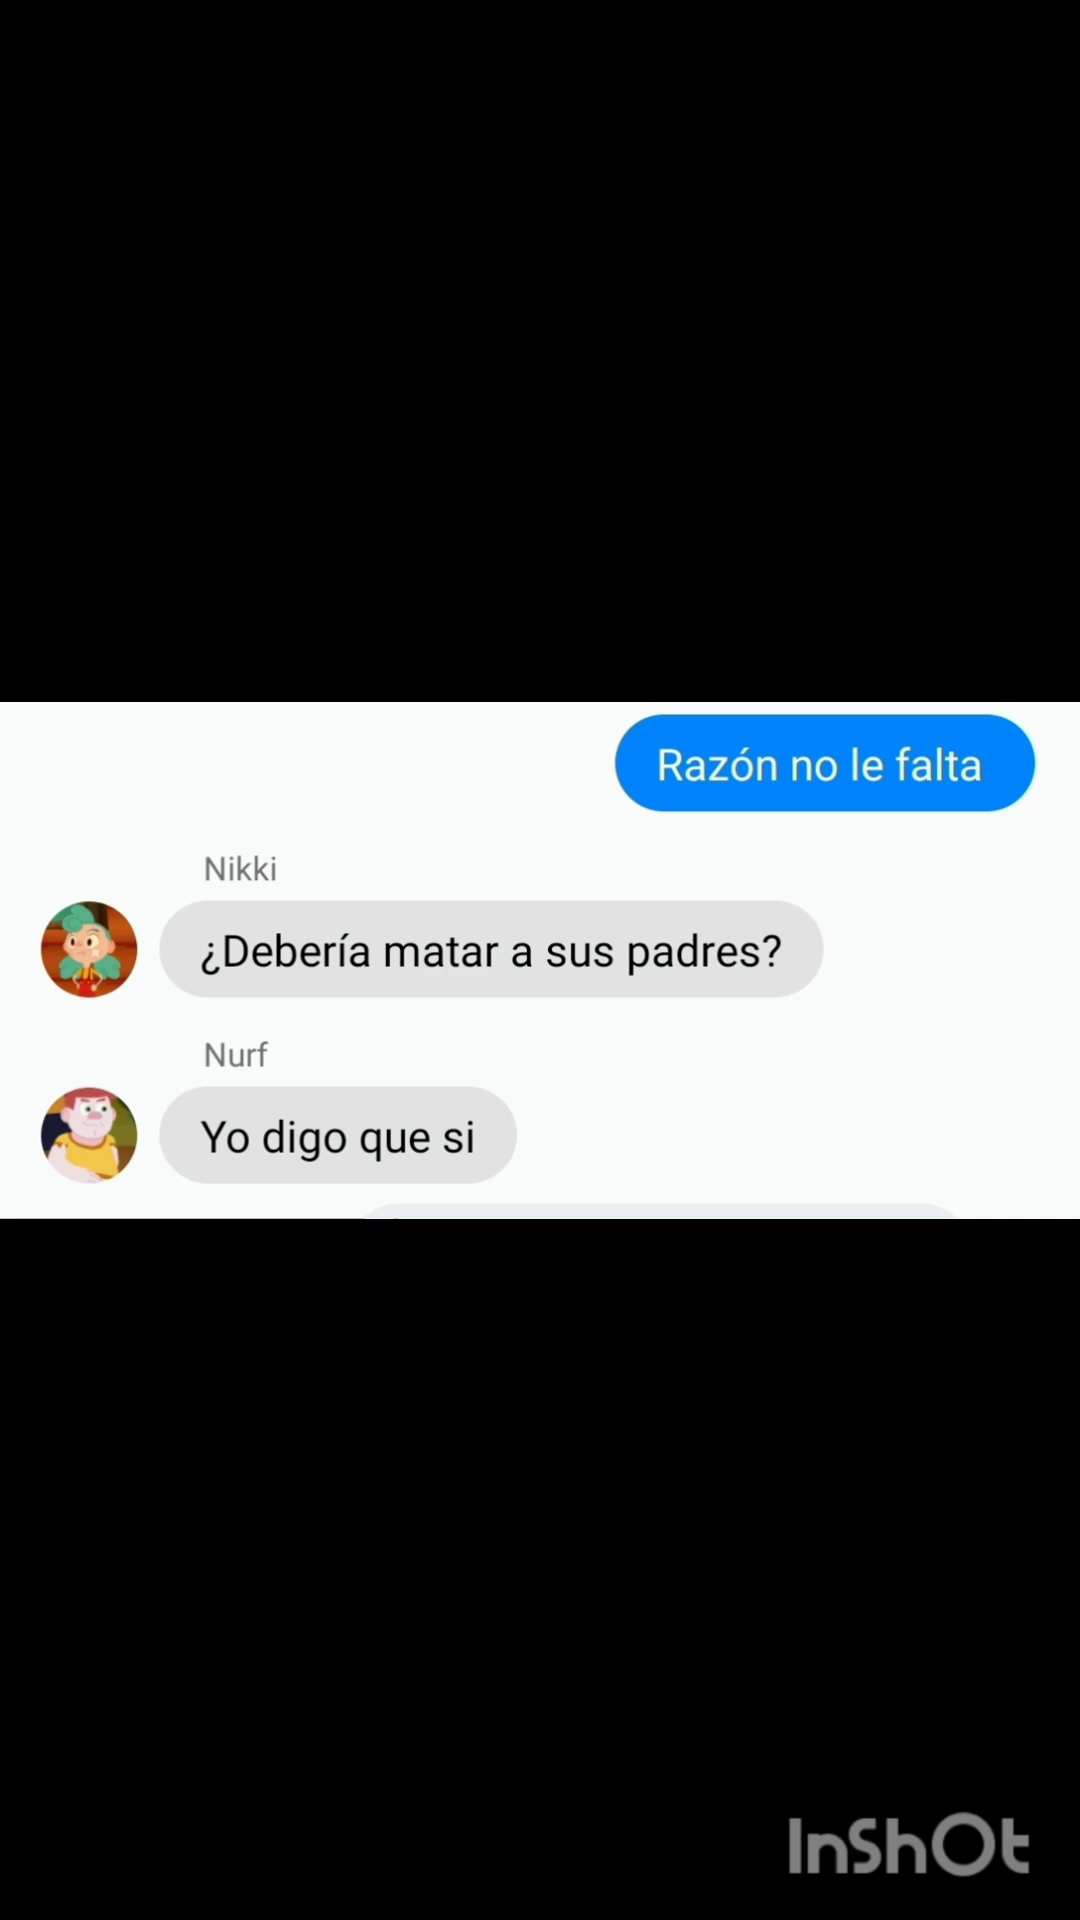 Razón no le falta
Nikki
¿Debería matar a sus padres?
Nurf
Yo digo que si
InShOt